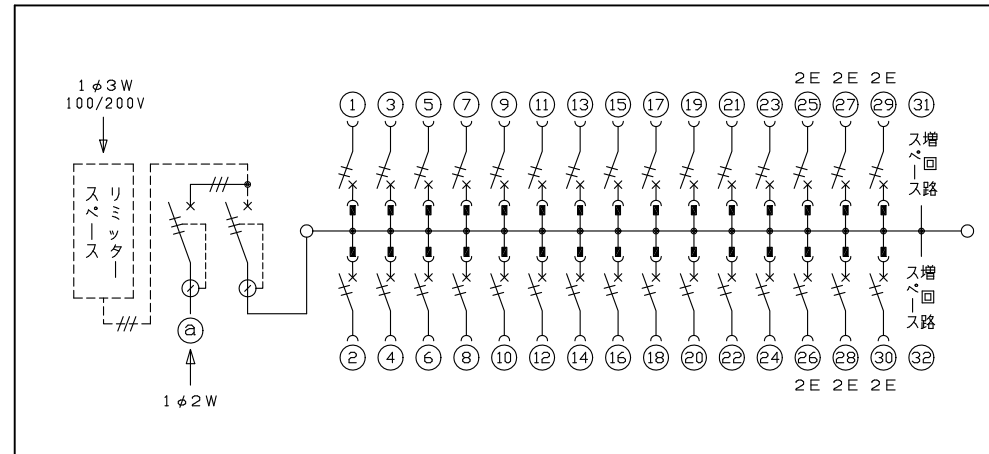 1φ3W
100/200V
リミッター
スペース
ⓐ
1φ2W
2E 2E 2E
① ③ ⑤ ⑦ ⑨ ⑪ ⑬ ⑮ ⑰ ⑲ ㉑ ㉓ ㉕ ㉗ ㉙ ㉛
増回路
スペース
増回路
スペース
② ④ ⑥ ⑧ ⑩ ⑫ ⑭ ⑯ ⑱ ⑳ ㉒ ㉔ ㉖ ㉘ ㉚ ㉜
2E 2E 2E